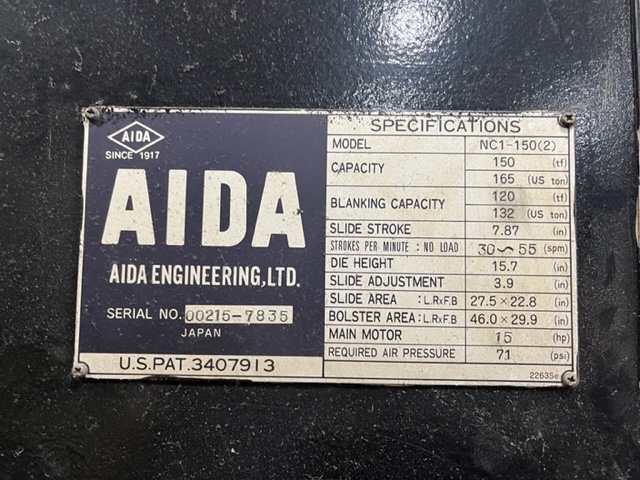 AIDA
SINCE 1917
AIDA
AIDA ENGINEERING,LTD.
SERIAL NO. 00215-7835
JAPAN
U.S.PAT.3407913
SPECIFICATIONS
MODEL NC1-150(2)
CAPACITY 150 (tf)
165 (US ton)
BLANKING CAPACITY 120 (tf)
132 (US ton)
SLIDE STROKE 7.87 (in)
STROKES PER MINUTE : NO LOAD 30~55 (spm)
DIE HEIGHT 15.7 (in)
SLIDE ADJUSTMENT 3.9 (in)
SLIDE AREA : L.RxF.B 27.5×22.8 (in)
BOLSTER AREA : L.RxF.B 46.0×29.9 (in)
MAIN MOTOR 15 (hp)
REQUIRED AIR PRESSURE 71 (psi)
2263Se